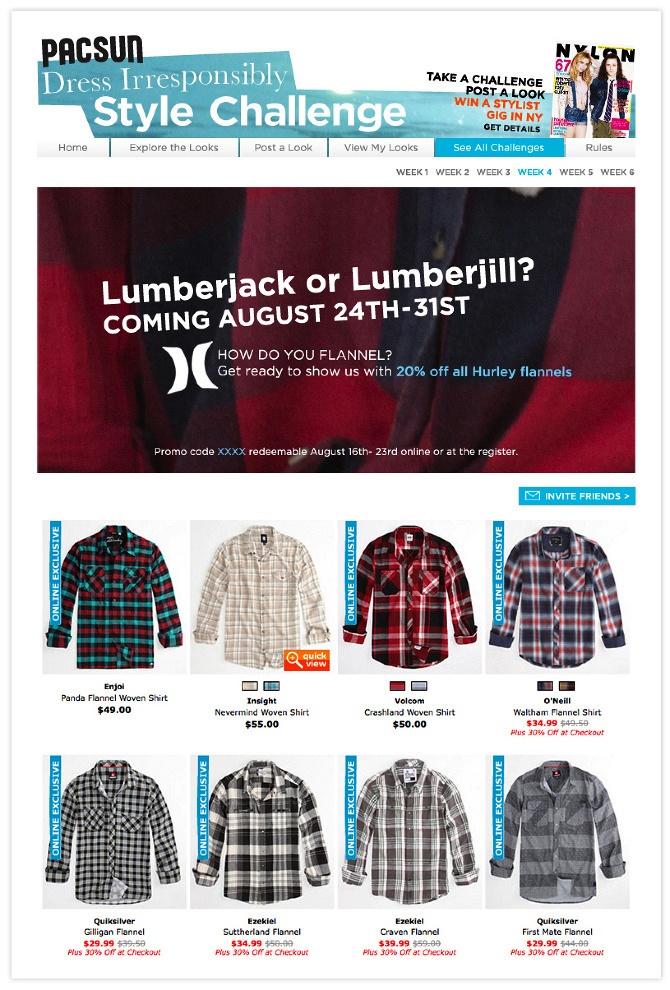 PACSUN
Dress Irresponsibly
Style Challenge
TAKE A CHALLENGE
POST A LOOK
WIN A STYLIST
GIG IN NY
GET DETAILS
NYLON
67
Home
Explore the Looks
Post a Look
View My Looks
See All Challenges
Rules
WEEK 1 WEEK 2 WEEK 3 WEEK 4 WEEK 5 WEEK 6
Lumberjack or Lumberjill?
COMING AUGUST 24TH-31ST
HOW DO YOU FLANNEL?
Get ready to show us with 20% off all Hurley flannels
Promo code XXXX redeemable August 16th- 23rd online or at the register.
INVITE FRIENDS >
ONLINE EXCLUSIVE
Enjoi
Panda Flannel Woven Shirt
$49.00
quick
view
Insight
Nevermind Woven Shirt
$55.00
ONLINE EXCLUSIVE
Volcom
Crashland Woven Shirt
$50.00
ONLINE EXCLUSIVE
O'Neill
Waltham Flannel Shirt
$34.99 $49.50
Plus 30% Off at Checkout
ONLINE EXCLUSIVE
Quiksilver
Gilligan Flannel
$29.99 $39.50
Plus 30% Off at Checkout
ONLINE EXCLUSIVE
Ezekiel
Suttherland Flannel
$34.99 $50.00
Plus 30% Off at Checkout
ONLINE EXCLUSIVE
Ezekiel
Craven Flannel
$39.99 $59.00
Plus 30% Off at Checkout
Quiksilver
First Mate Flannel
$29.99 $44.00
Plus 30% Off at Checkout